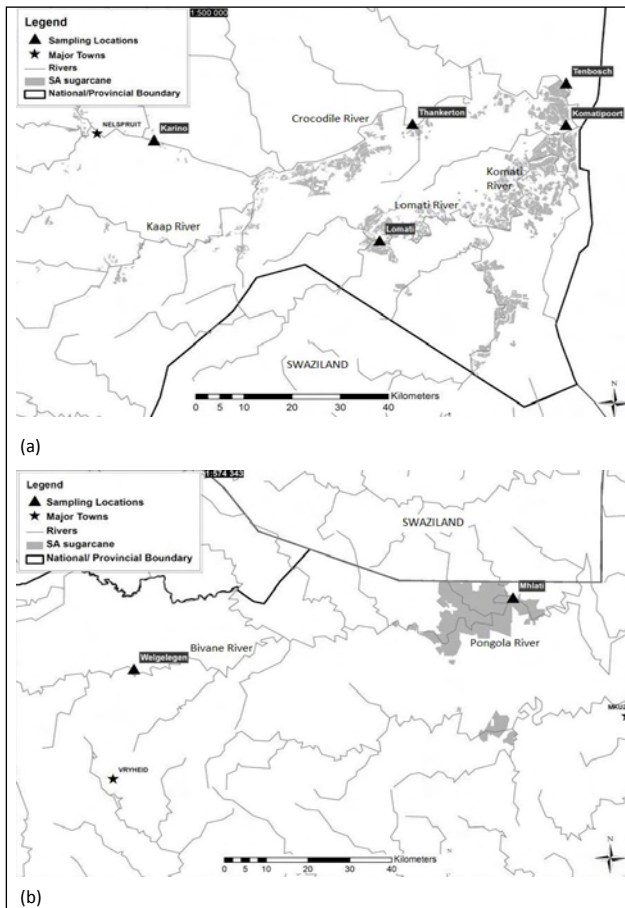 1:500 000
Legend
Sampling Locations
Major Towns
Rivers
SA sugarcane
National/Provincial Boundary
Tenbosch
Crocodile River
Thankerton
Komatipoort
NELSPRUIT
Karino
Komati
River
Lomati River
Kaap River
Lomati
SWAZILAND
0 5 10 20 30 40
Kilometers
N
(a)
1:574 343
Legend
Sampling Locations
Major Towns
Rivers
SA sugarcane
National/ Provincial Boundary
SWAZILAND
Mhlati
Bivane River
Pongola River
Welgelegen
VRYHEID
0 5 10 20 30 40
Kilometers
N
(b)